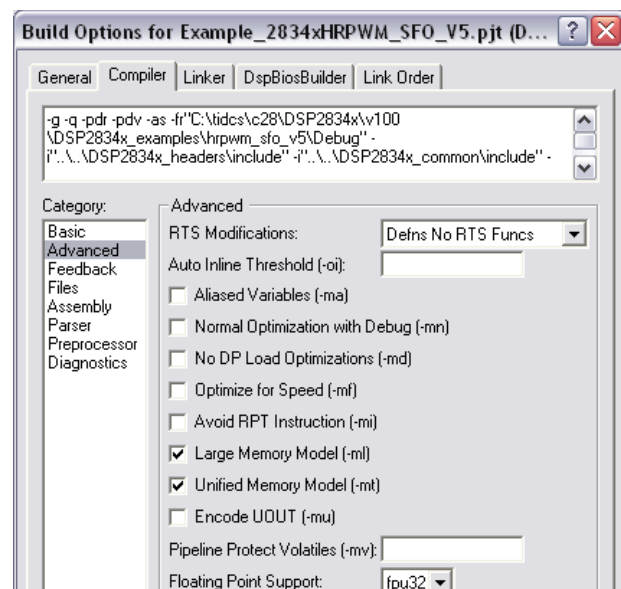 Build Options for Example_2834xHRPWM_SFO_V5.pjt (D...
General Compiler Linker DspBiosBuilder Link Order
-g -q -pdr -pdv -as -fr"C:\tidcs\c28\DSP2834x\v100
\DSP2834x_examples\hrpwm_sfo_v5\Debug" -
i"..\..\DSP2834x_headers\include" -i"..\..\DSP2834x_common\include" -
Category:
Basic
Advanced
Feedback
Files
Assembly
Parser
Preprocessor
Diagnostics
Advanced
RTS Modifications: Defns No RTS Funcs
Auto Inline Threshold (-oi):
Aliased Variables (-ma)
Normal Optimization with Debug (-mn)
No DP Load Optimizations (-md)
Optimize for Speed (-mf)
Avoid RPT Instruction (-mi)
Large Memory Model (-ml)
Unified Memory Model (-mt)
Encode UOUT (-mu)
Pipeline Protect Volatiles (-mv):
Floating Point Support: fpu32